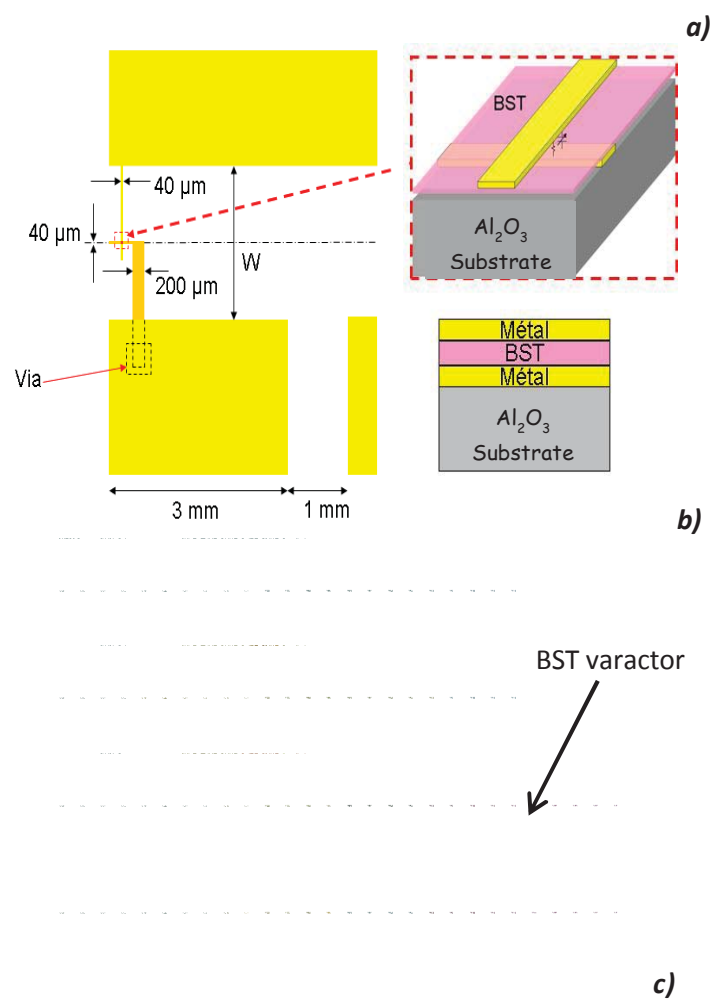 a)
BST
Al2O3
Substrate
40 µm
40 µm
W
200 µm
Via
3 mm
1 mm
Métal
BST
Métal
Al2O3
Substrate
b)
BST varactor
c)